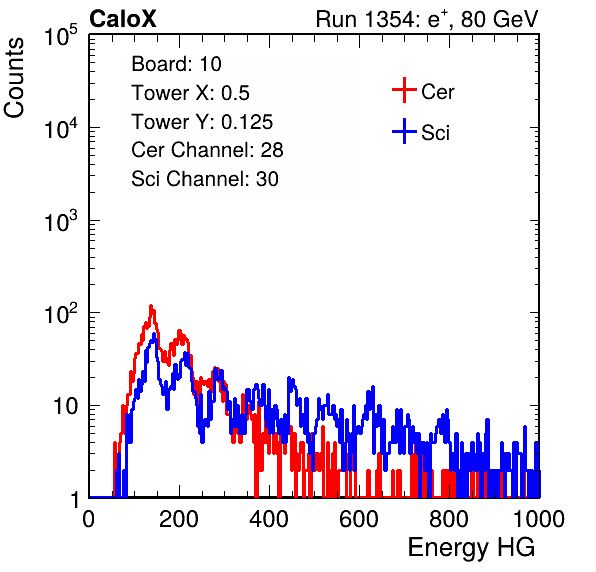 CaloX Run 1354: e⁺, 80 GeV
Counts
Board: 10
Tower X: 0.5
Tower Y: 0.125
Cer Channel: 28
Sci Channel: 30
Cer
Sci
10⁵
10⁴
10³
10²
10
1
0 200 400 600 800 1000
Energy HG